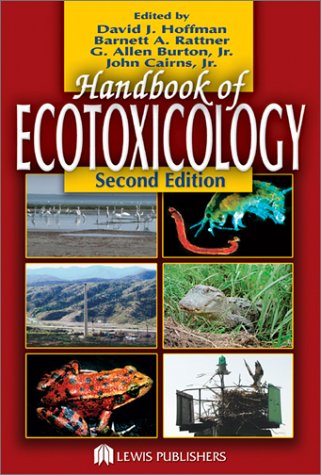 Edited by
David J. Hoffman
Barnett A. Rattner
G. Allen Burton, Jr.
John Cairns, Jr.
Handbook of
ECOTOXICOLOGY
Second Edition
LEWIS PUBLISHERS